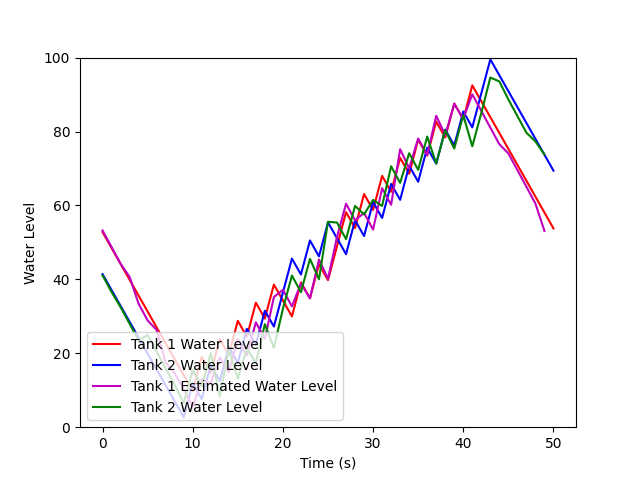 100
80
60
40
20
0
Water Level
Tank 1 Water Level
Tank 2 Water Level
Tank 1 Estimated Water Level
Tank 2 Water Level
0 10 20 30 40 50
Time (s)